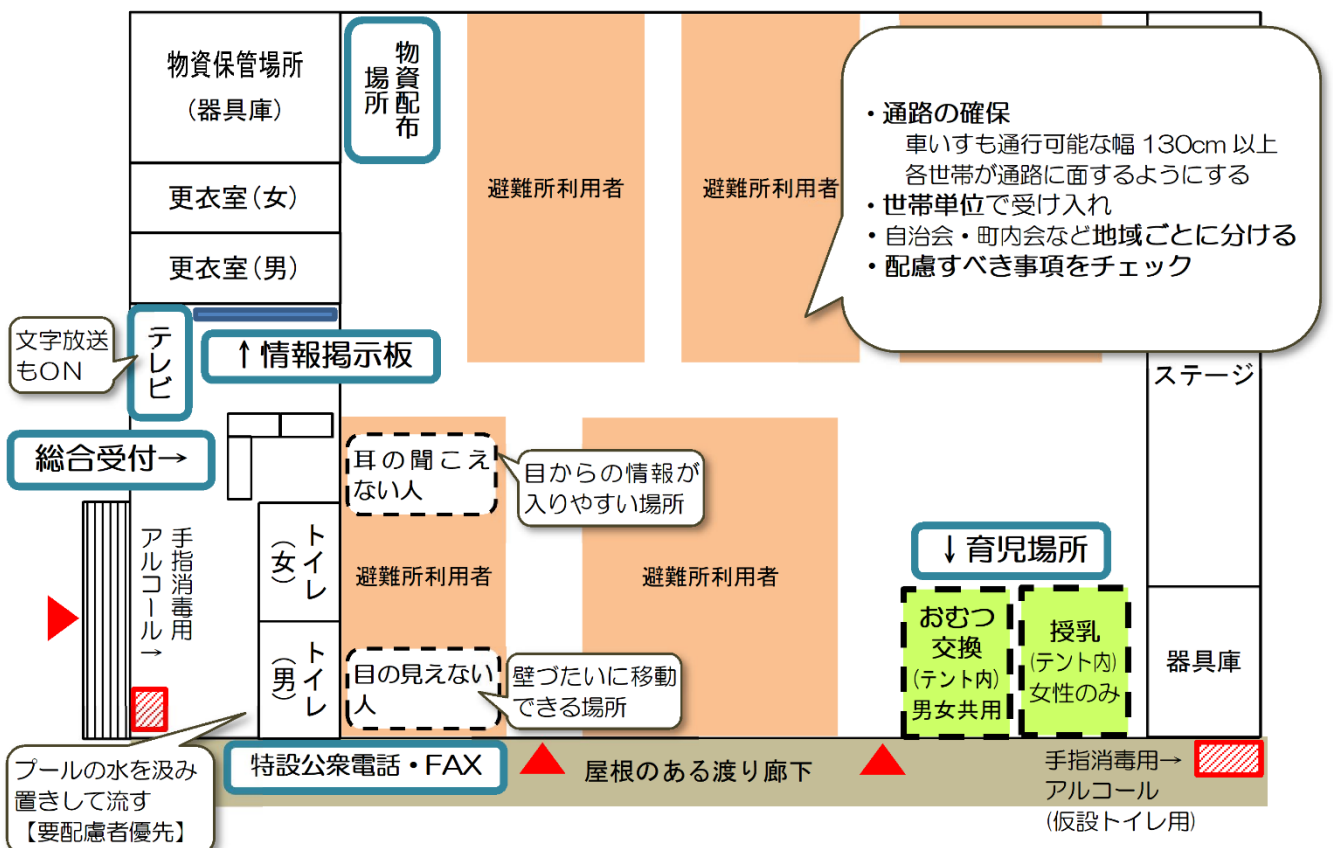 物資保管場所
(器具庫)
物資配布
場所
更衣室(女)
更衣室(男)
避難所利用者
避難所利用者
・通路の確保
車いすも通行可能な幅 130cm 以上
各世帯が通路に面するようにする
・世帯単位で受け入れ
・自治会・町内会など地域ごとに分ける
・配慮すべき事項をチェック
文字放送
もON
テレビ
↑情報掲示板
ステージ
総合受付→
耳の聞こえ
ない人
目からの情報が
入りやすい場所
手指消毒用
アルコール→
トイレ
(女)
避難所利用者
避難所利用者
↓育児場所
おむつ
交換
(テント内)
男女共用
授乳
(テント内)
女性のみ
器具庫
トイレ
(男)
目の見えない
人
壁づたいに移動
できる場所
プールの水を汲み
置きして流す
【要配慮者優先】
特設公衆電話・FAX
屋根のある渡り廊下
手指消毒用→
アルコール
(仮設トイレ用)